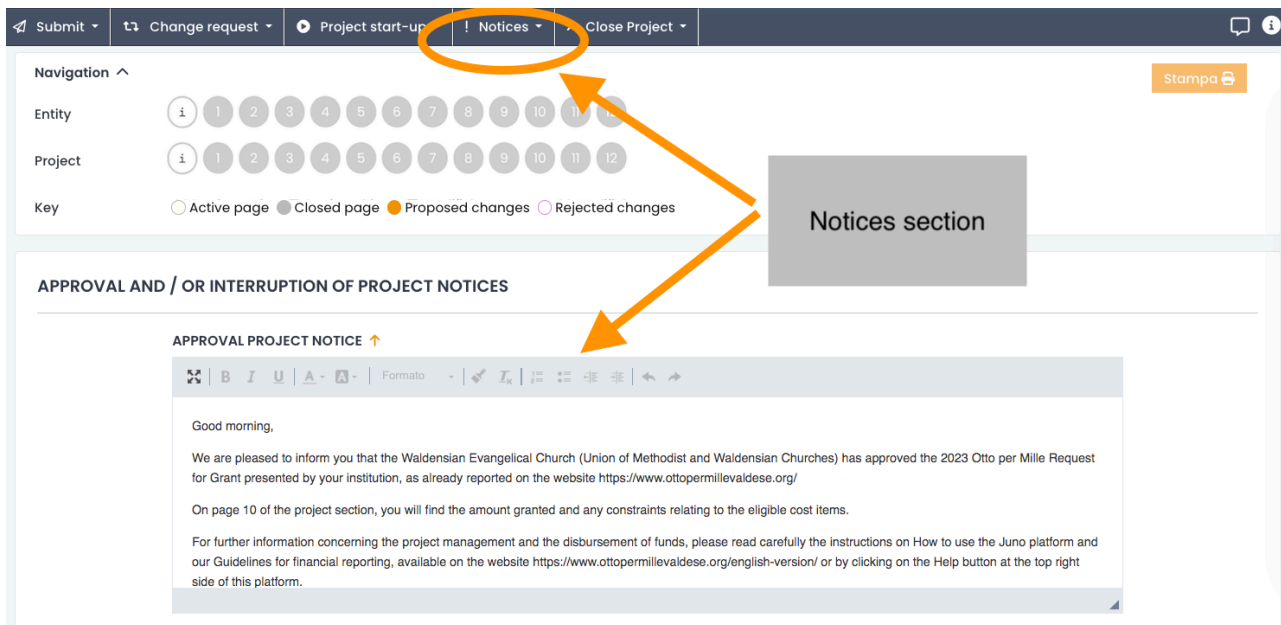 Submit
Change request
Project start-up
! Notices
Close Project
Navigation
Stampa
Entity
i 1 2 3 4 5 6 7 8 9 10 11 12
Project
i 1 2 3 4 5 6 7 8 9 10 11 12
Key
Active page Closed page Proposed changes Rejected changes
Notices section
APPROVAL AND / OR INTERRUPTION OF PROJECT NOTICES
APPROVAL PROJECT NOTICE
B I U A A Formato
Good morning,
We are pleased to inform you that the Waldensian Evangelical Church (Union of Methodist and Waldensian Churches) has approved the 2023 Otto per Mille Request
for Grant presented by your institution, as already reported on the website https://www.ottopermillevaldese.org/
On page 10 of the project section, you will find the amount granted and any constraints relating to the eligible cost items.
For further information concerning the project management and the disbursement of funds, please read carefully the instructions on How to use the Juno platform and
our Guidelines for financial reporting, available on the website https://www.ottopermillevaldese.org/english-version/ or by clicking on the Help button at the top right
side of this platform.